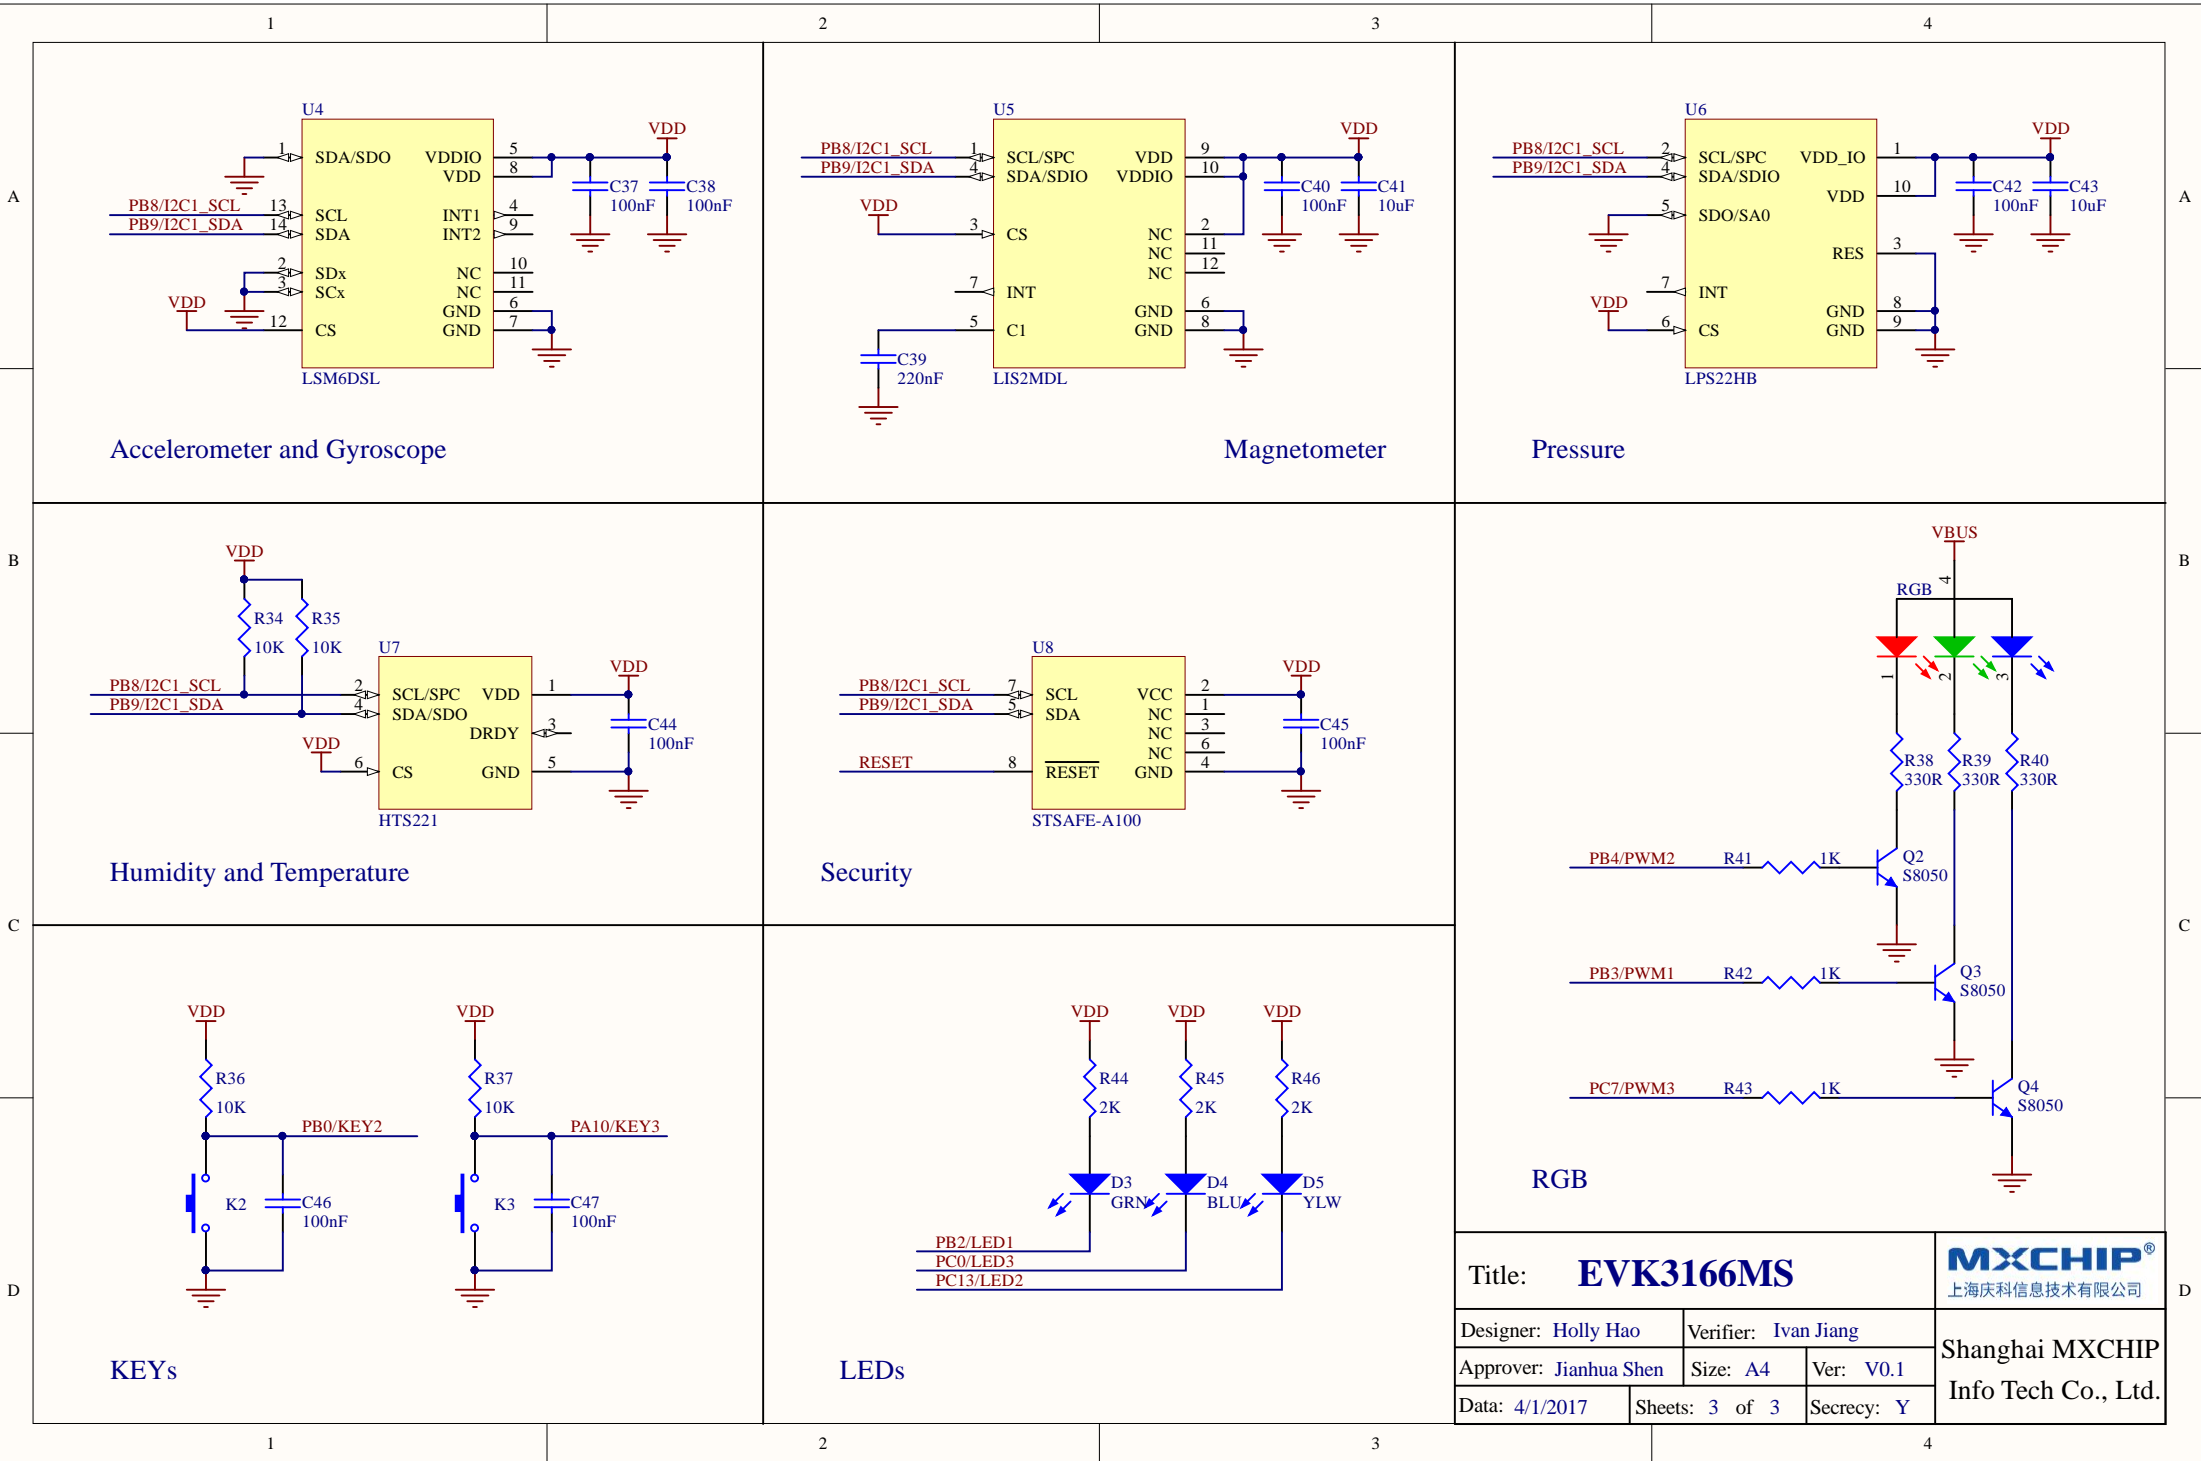 1 2 3 4
A
B
C
D
U4
1 SDA/SDO VDDIO 5
VDD 8
PB8/I2C1_SCL 13 SCL INT1 4
PB9/I2C1_SDA 14 SDA INT2 9
2 SDx NC 10
3 SCx NC 11
GND 6
VDD 12 CS GND 7
LSM6DSL
VDD
C37 100nF
C38 100nF
Accelerometer and Gyroscope
U5
PB8/I2C1_SCL 1 SCL/SPC VDD 9
PB9/I2C1_SDA 4 SDA/SDIO VDDIO 10
VDD 3 CS NC 2
NC 11
NC 12
7 INT
GND 6
5 C1 GND 8
C39
220nF
LIS2MDL
VDD
C40 100nF
C41 10uF
Magnetometer
U6
PB8/I2C1_SCL 2 SCL/SPC VDD_IO 1
PB9/I2C1_SDA 4 SDA/SDIO VDD 10
5 SDO/SA0
RES 3
7 INT
GND 8
VDD 6 CS GND 9
LPS22HB
VDD
C42 100nF
C43 10uF
Pressure
VDD
R34 10K
R35 10K
U7
PB8/I2C1_SCL 2 SCL/SPC VDD 1
PB9/I2C1_SDA 4 SDA/SDO
DRDY 3
VDD 6 CS GND 5
HTS221
VDD
C44
100nF
Humidity and Temperature
U8
PB8/I2C1_SCL 7 SCL VCC 2
PB9/I2C1_SDA 5 SDA NC 1
NC 3
NC 6
RESET 8 RESET GND 4
STSAFE-A100
VDD
C45
100nF
Security
VBUS
4
RGB
1 2 3
R38 R39 R40
330R 330R 330R
PB4/PWM2 R41 1K Q2
S8050
PB3/PWM1 R42 1K Q3
S8050
PC7/PWM3 R43 1K Q4
S8050
RGB
VDD
R36
10K
PB0/KEY2
K2
C46
100nF
VDD
R37
10K
PA10/KEY3
K3
C47
100nF
KEYs
VDD VDD VDD
R44 R45 R46
2K 2K 2K
D3 D4 D5
GRN BLU YLW
PB2/LED1
PC0/LED3
PC13/LED2
LEDs
Title: EVK3166MS
MXCHIP®
上海庆科信息技术有限公司
Designer: Holly Hao Verifier: Ivan Jiang
Approver: Jianhua Shen Size: A4 Ver: V0.1
Data: 4/1/2017 Sheets: 3 of 3 Secrecy: Y
Shanghai MXCHIP
Info Tech Co., Ltd.
A
B
C
D
1 2 3 4